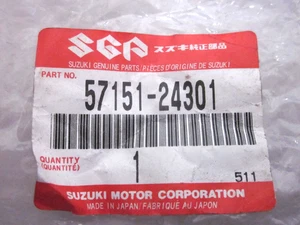 SGP スズキ純正部品
SUZUKI GENUINE PARTS/PIÈCES D'ORIGINE DE SUZUKI
PART NO.
57151-24301
QUANTITY
(QUANTITÉ)
1
511
SUZUKI MOTOR CORPORATION
MADE IN JAPAN/FABRIQUÉ AU JAPON